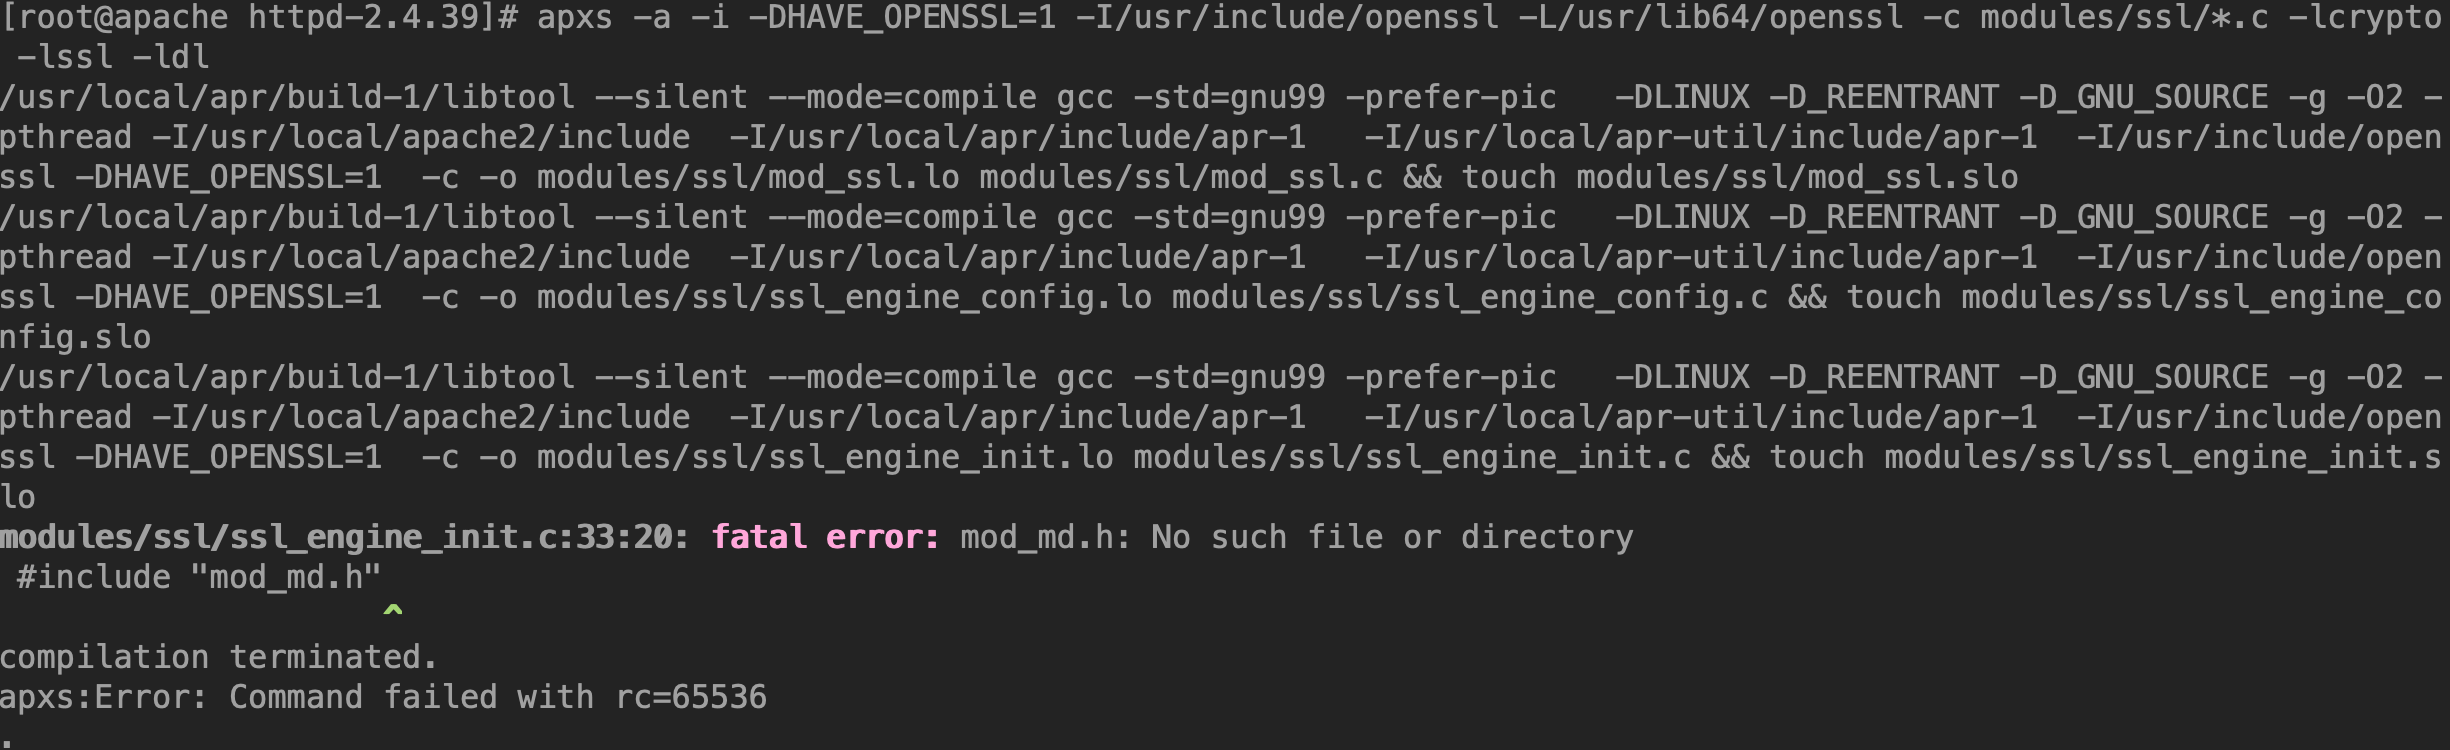 [root@apache httpd-2.4.39]# apxs -a -i -DHAVE_OPENSSL=1 -I/usr/include/openssl -L/usr/lib64/openssl -c modules/ssl/*.c -lcrypto
 -lssl -ldl
/usr/local/apr/build-1/libtool --silent --mode=compile gcc -std=gnu99 -prefer-pic   -DLINUX -D_REENTRANT -D_GNU_SOURCE -g -O2 -
pthread -I/usr/local/apache2/include  -I/usr/local/apr/include/apr-1   -I/usr/local/apr-util/include/apr-1  -I/usr/include/open
ssl -DHAVE_OPENSSL=1  -c -o modules/ssl/mod_ssl.lo modules/ssl/mod_ssl.c && touch modules/ssl/mod_ssl.slo
/usr/local/apr/build-1/libtool --silent --mode=compile gcc -std=gnu99 -prefer-pic   -DLINUX -D_REENTRANT -D_GNU_SOURCE -g -O2 -
pthread -I/usr/local/apache2/include  -I/usr/local/apr/include/apr-1   -I/usr/local/apr-util/include/apr-1  -I/usr/include/open
ssl -DHAVE_OPENSSL=1  -c -o modules/ssl/ssl_engine_config.lo modules/ssl/ssl_engine_config.c && touch modules/ssl/ssl_engine_co
nfig.slo
/usr/local/apr/build-1/libtool --silent --mode=compile gcc -std=gnu99 -prefer-pic   -DLINUX -D_REENTRANT -D_GNU_SOURCE -g -O2 -
pthread -I/usr/local/apache2/include  -I/usr/local/apr/include/apr-1   -I/usr/local/apr-util/include/apr-1  -I/usr/include/open
ssl -DHAVE_OPENSSL=1  -c -o modules/ssl/ssl_engine_init.lo modules/ssl/ssl_engine_init.c && touch modules/ssl/ssl_engine_init.s
lo
modules/ssl/ssl_engine_init.c:33:20: fatal error: mod_md.h: No such file or directory
 #include "mod_md.h"
                    ^
compilation terminated.
apxs:Error: Command failed with rc=65536
.